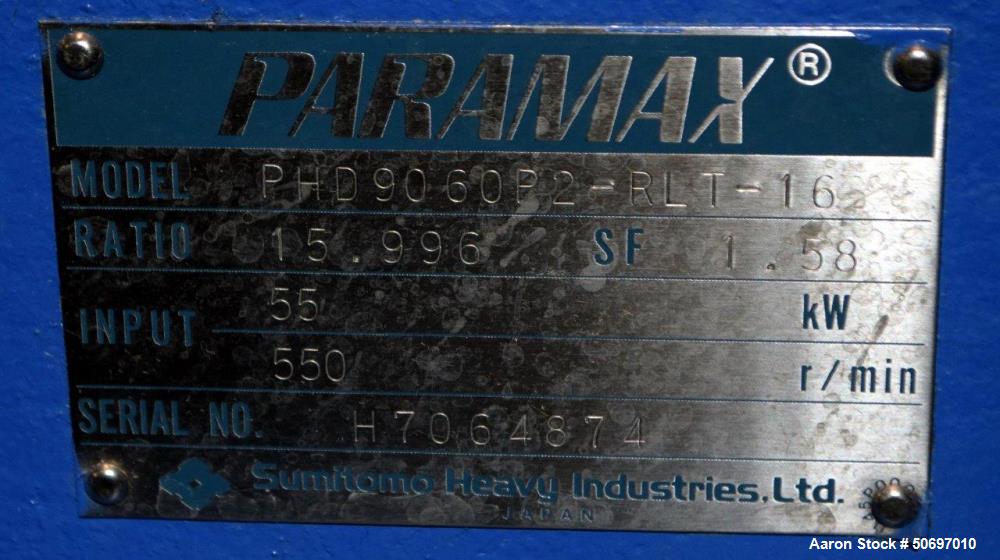 PARAMAX®
MODEL PHD9060P2-RLT-16
RATIO 15.996 SF 1.58
INPUT 55 kW
550 r/min
SERIAL NO. H7064874
Sumitomo Heavy Industries, Ltd.
JAPAN
Aaron Stock # 50697010